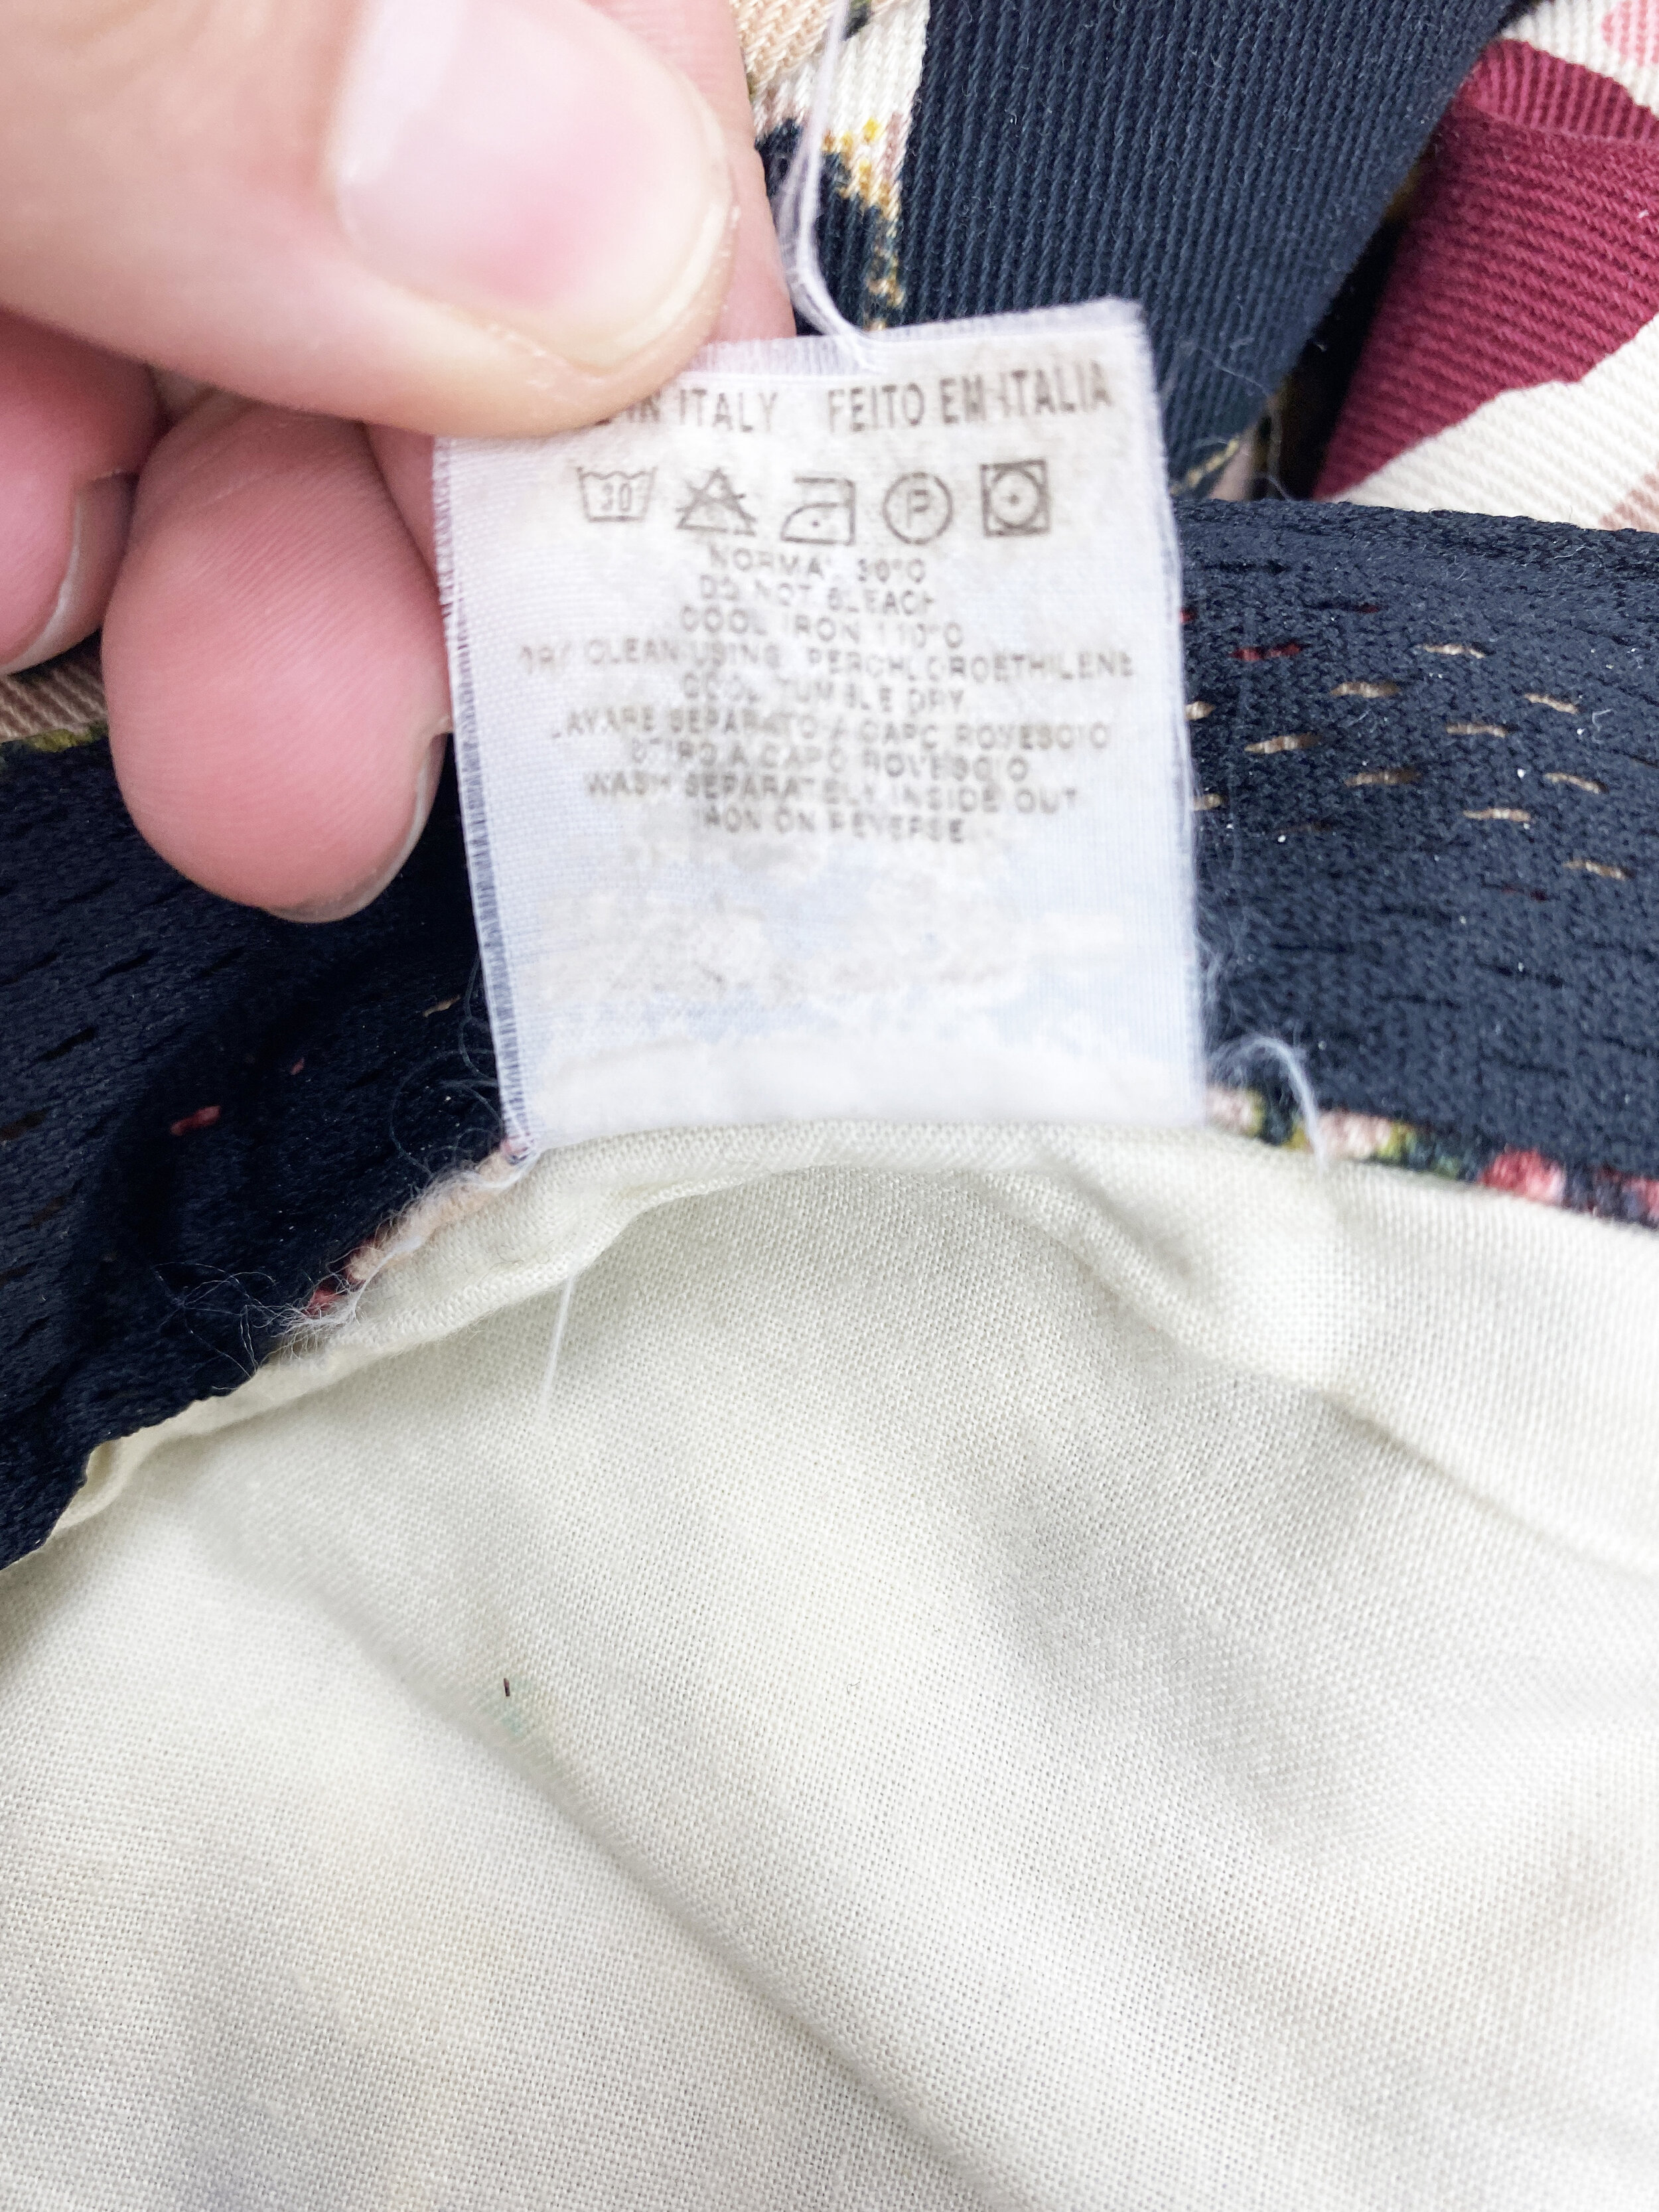 IN ITALY FEITO EM ITALIA
30
P
NORMAL 30°C
DO NOT BLEACH
COOL IRON 110°C
DRY CLEAN USING PERCHLOROETHILENE
COOL TUMBLE DRY
LAVARE SEPARATO A CAPO ROVESCIO
STIRO A CAPO ROVESCIO
WASH SEPARATELY INSIDE OUT
IRON ON REVERSE